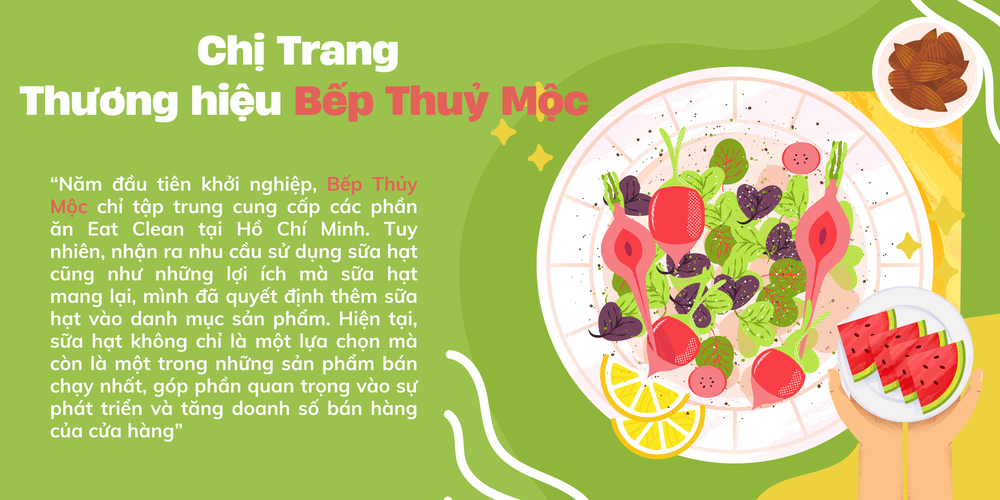 Chị Trang
Thương hiệu Bếp Thuỷ Mộc
“Năm đầu tiên khởi nghiệp, Bếp Thủy
Mộc chỉ tập trung cung cấp các phần
ăn Eat Clean tại Hồ Chí Minh. Tuy
nhiên, nhận ra nhu cầu sử dụng sữa hạt
cũng như những lợi ích mà sữa hạt
mang lại, mình đã quyết định thêm sữa
hạt vào danh mục sản phẩm. Hiện tại,
sữa hạt không chỉ là một lựa chọn mà
còn là một trong những sản phẩm bán
chạy nhất, góp phần quan trọng vào sự
phát triển và tăng doanh số bán hàng
của cửa hàng”